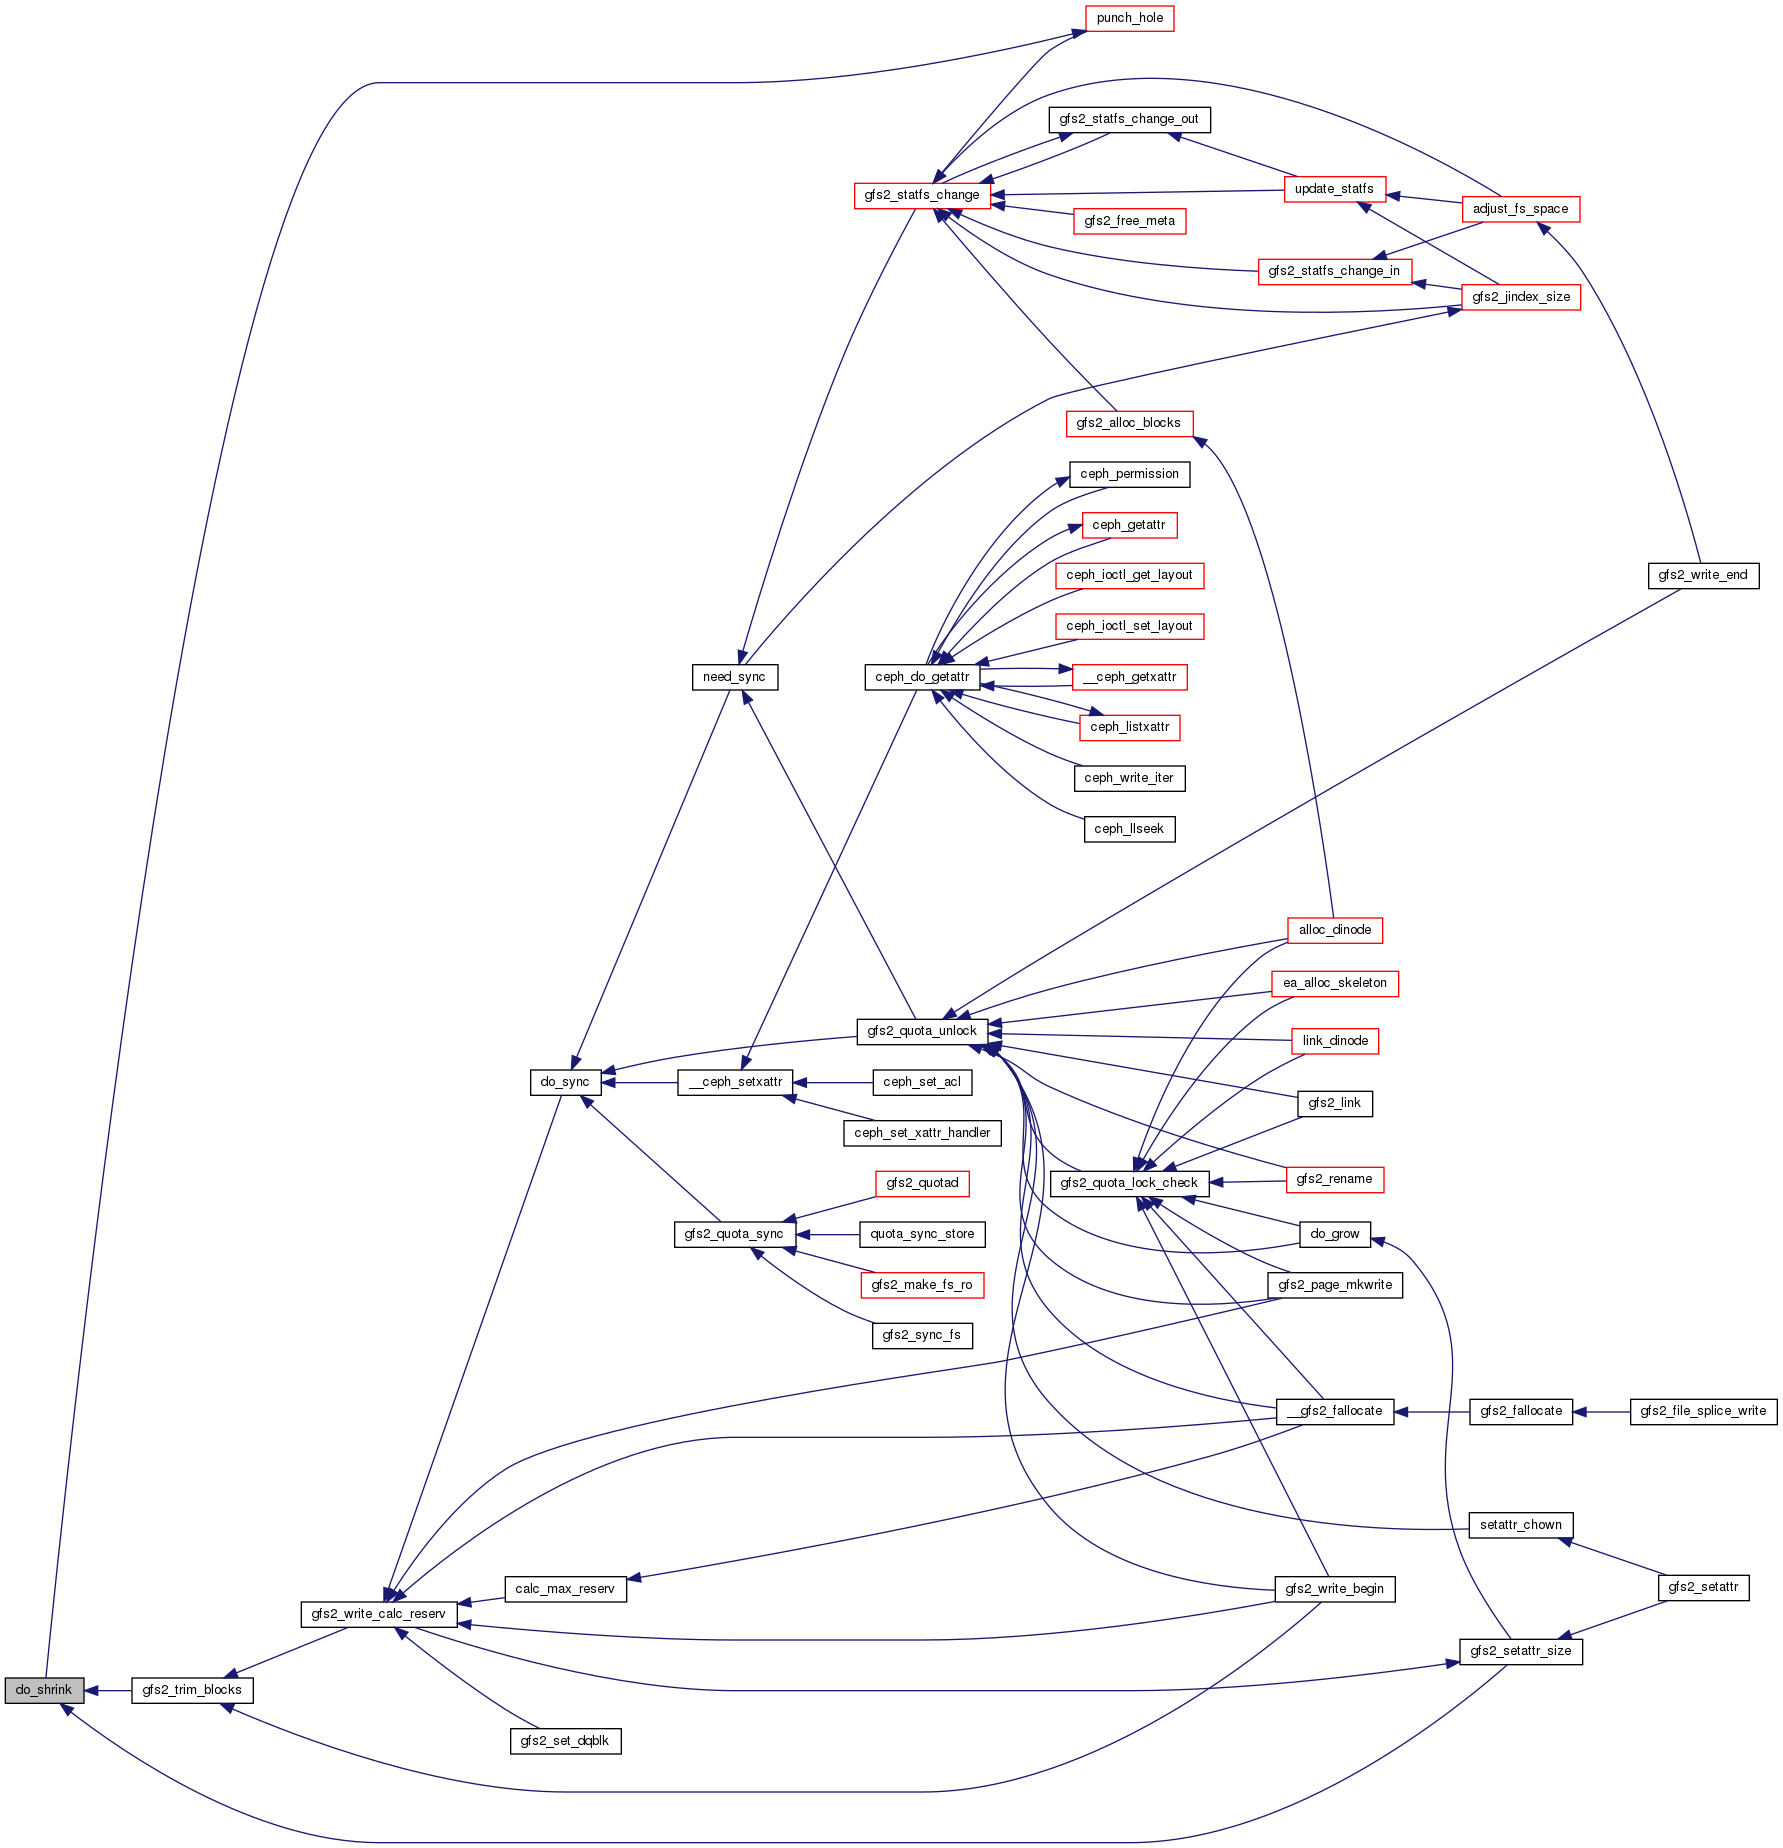 punch_hole
gfs2_statfs_change_out
gfs2_statfs_change
update_statfs
adjust_fs_space
gfs2_free_meta
gfs2_statfs_change_in
gfs2_jindex_size
gfs2_alloc_blocks
ceph_permission
ceph_getattr
ceph_ioctl_get_layout
gfs2_write_end
ceph_ioctl_set_layout
need_sync
ceph_do_getattr
__ceph_getxattr
ceph_listxattr
ceph_write_iter
ceph_llseek
alloc_dinode
ea_alloc_skeleton
gfs2_quota_unlock
link_dinode
do_sync
__ceph_setxattr
ceph_set_acl
gfs2_link
ceph_set_xattr_handler
gfs2_quotad
gfs2_quota_lock_check
gfs2_rename
gfs2_quota_sync
quota_sync_store
do_grow
gfs2_make_fs_ro
gfs2_page_mkwrite
gfs2_sync_fs
__gfs2_fallocate
gfs2_fallocate
gfs2_file_splice_write
setattr_chown
calc_max_reserv
gfs2_write_begin
gfs2_setattr
gfs2_write_calc_reserv
gfs2_setattr_size
do_shrink
gfs2_trim_blocks
gfs2_set_dqblk